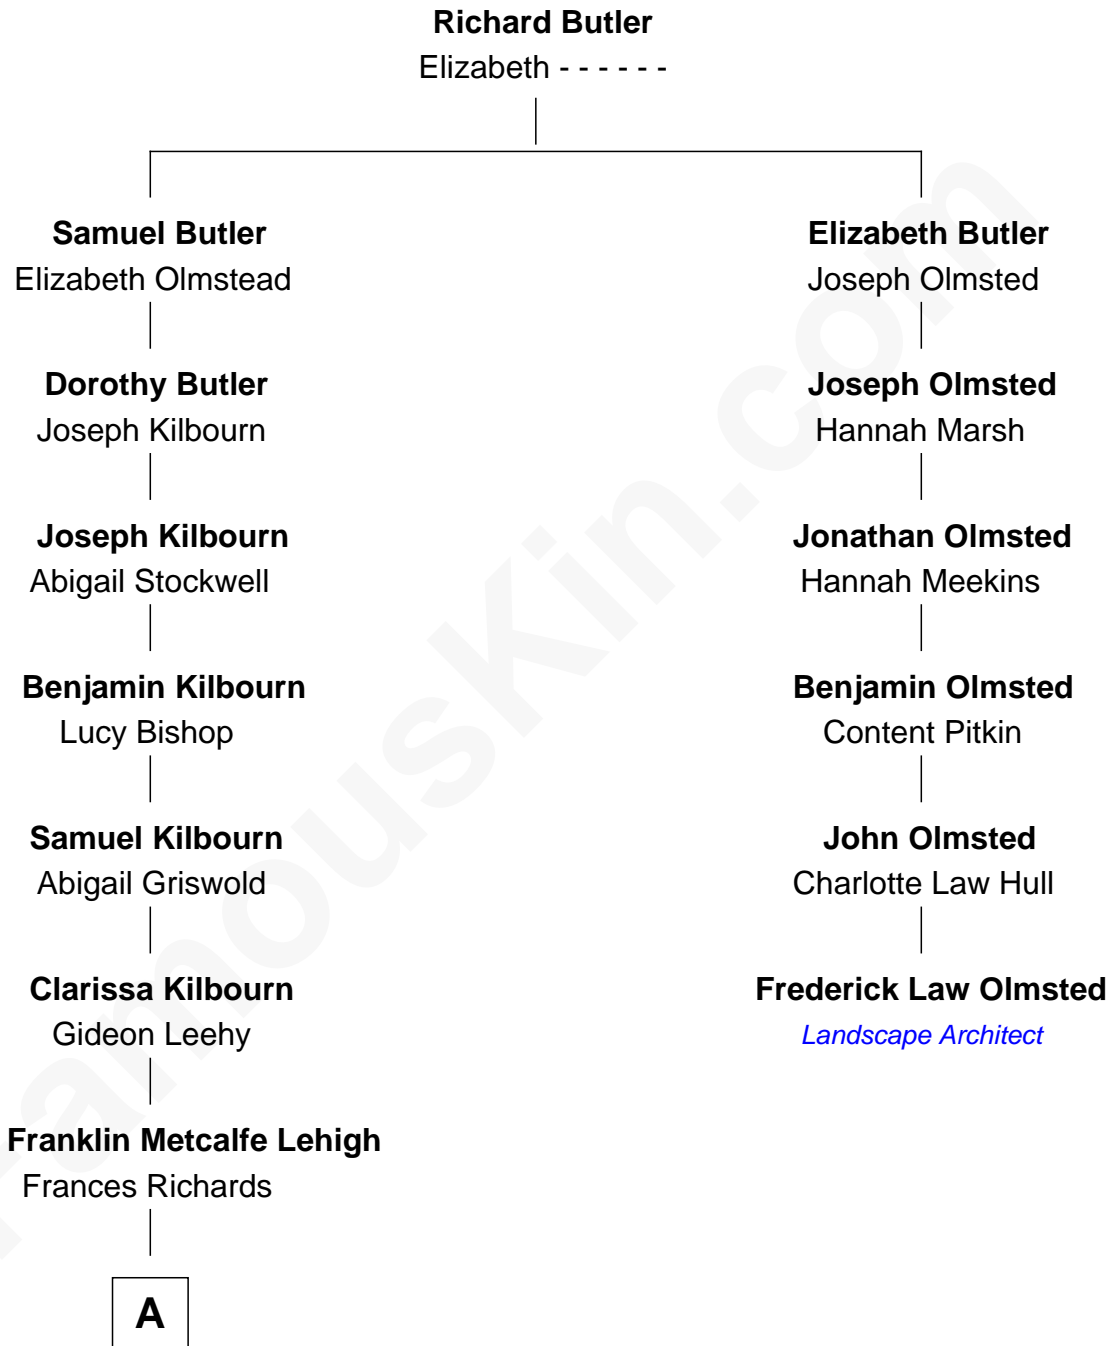 Richard Butler
Elizabeth - - - - - -
Samuel Butler
Elizabeth Olmstead
Elizabeth Butler
Joseph Olmsted
Dorothy Butler
Joseph Kilbourn
Joseph Olmsted
Hannah Marsh
Joseph Kilbourn
Abigail Stockwell
Jonathan Olmsted
Hannah Meekins
Benjamin Kilbourn
Lucy Bishop
Benjamin Olmsted
Content Pitkin
Samuel Kilbourn
Abigail Griswold
John Olmsted
Charlotte Law Hull
Clarissa Kilbourn
Gideon Leehy
Frederick Law Olmsted
Landscape Architect
Franklin Metcalfe Lehigh
Frances Richards
A
FamousKin.com